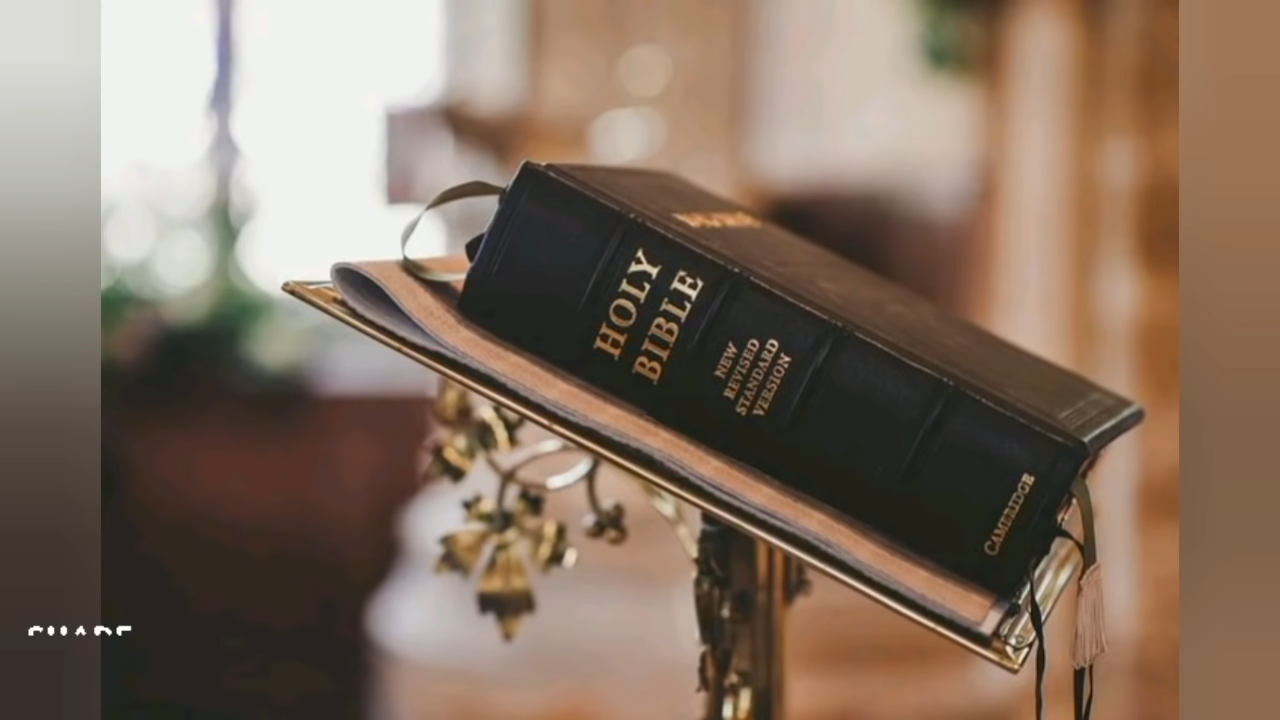 HOLY
BIBLE
NEW
REVISED
STANDARD
VERSION
CAMBRIDGE